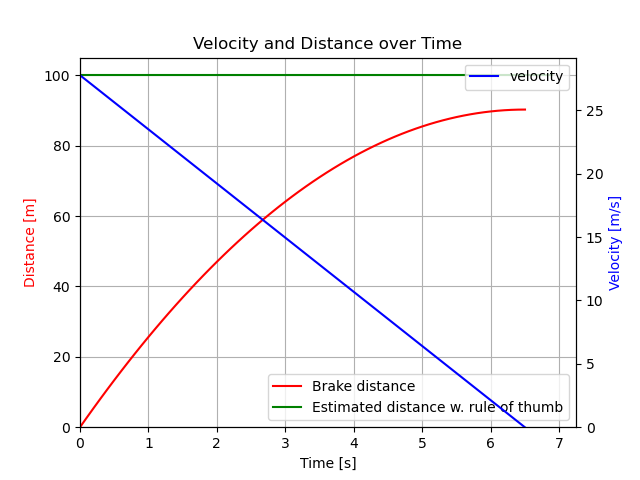 Velocity and Distance over Time
100
80
60
40
20
0
Distance [m]
velocity
25
20
15
10
5
0
Velocity [m/s]
Brake distance
Estimated distance w. rule of thumb
0 1 2 3 4 5 6 7
Time [s]